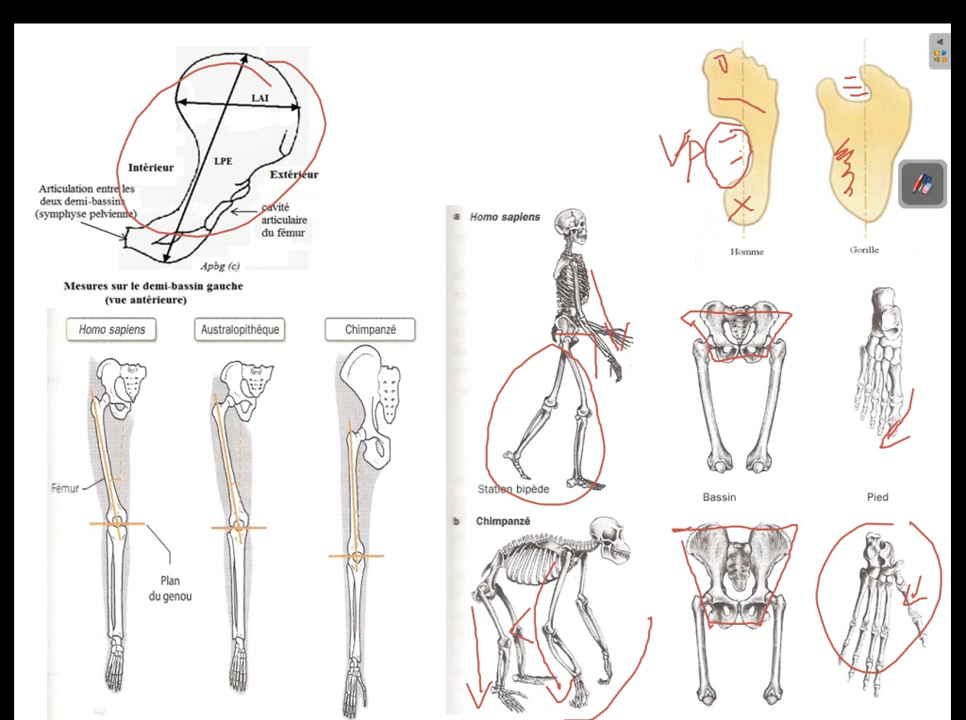 LAI
LPE
Intérieur
Extérieur
Articulation entre les
deux demi-bassins
(symphyse pelvienne)
cavité
articulaire
du fémur
Apbg (c)
Mesures sur le demi-bassin gauche
(vue antérieure)
Homo sapiens
Australopithèque
Chimpanzé
Fémur
Plan
du genou
VP
Homme
Gorille
a Homo sapiens
Station bipède
Bassin
Pied
b Chimpanzé